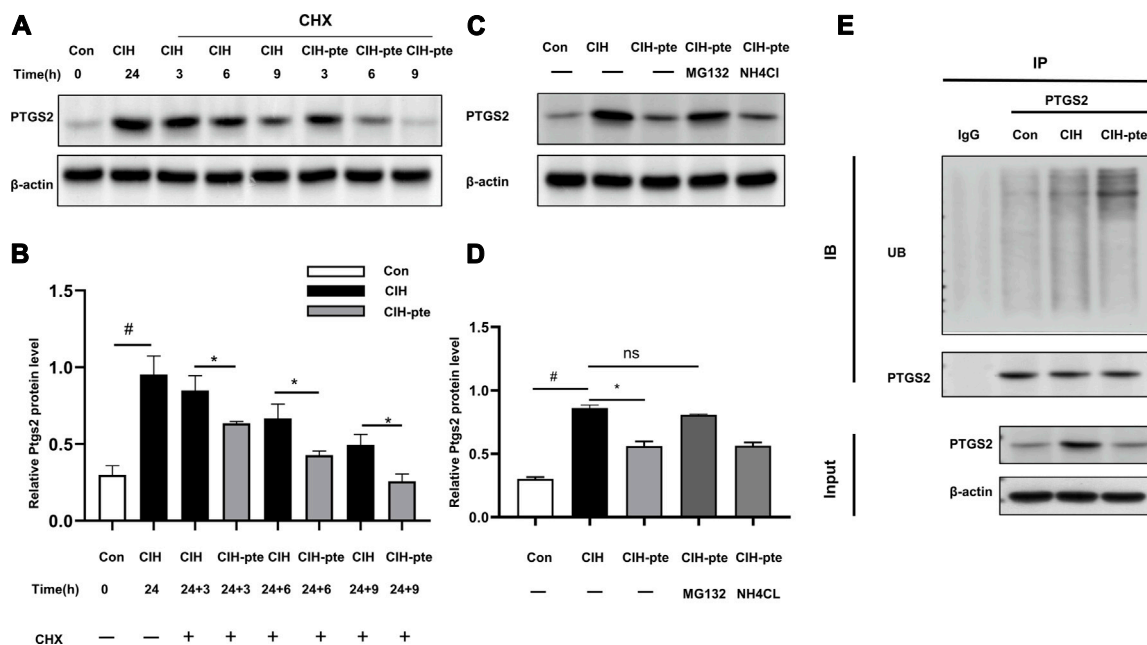 A
CHX
Con CIH CIH CIH CIH CIH-pte CIH-pte CIH-pte
Time(h) 0 24 3 6 9 3 6 9
PTGS2
β-actin
B
Con
CIH
CIH-pte
Relative Ptgs2 protein level
1.5
1.0
0.5
0.0
#
*
*
*
Con CIH CIH CIH-pte CIH CIH-pte CIH CIH-pte
Time(h) 0 24 24+3 24+3 24+6 24+6 24+9 24+9
CHX — — + + + + + +
C
Con CIH CIH-pte CIH-pte CIH-pte
— — — MG132 NH4Cl
PTGS2
β-actin
D
Relative Ptgs2 protein level
1.5
1.0
0.5
0.0
#
*
ns
Con CIH CIH-pte CIH-pte CIH-pte
— — — MG132 NH4CL
E
IP
PTGS2
IgG Con CIH CIH-pte
IB
UB
PTGS2
Input
PTGS2
β-actin